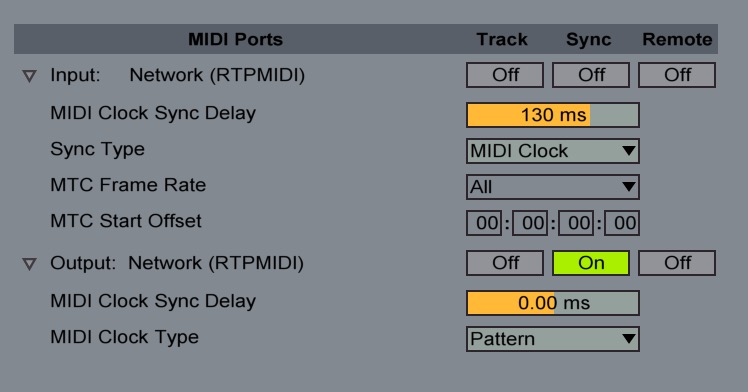 MIDI Ports Track Sync Remote
Input: Network (RTPMIDI) Off Off Off
MIDI Clock Sync Delay 130 ms
Sync Type MIDI Clock
MTC Frame Rate All
MTC Start Offset 00:00:00:00
Output: Network (RTPMIDI) Off On Off
MIDI Clock Sync Delay 0.00 ms
MIDI Clock Type Pattern